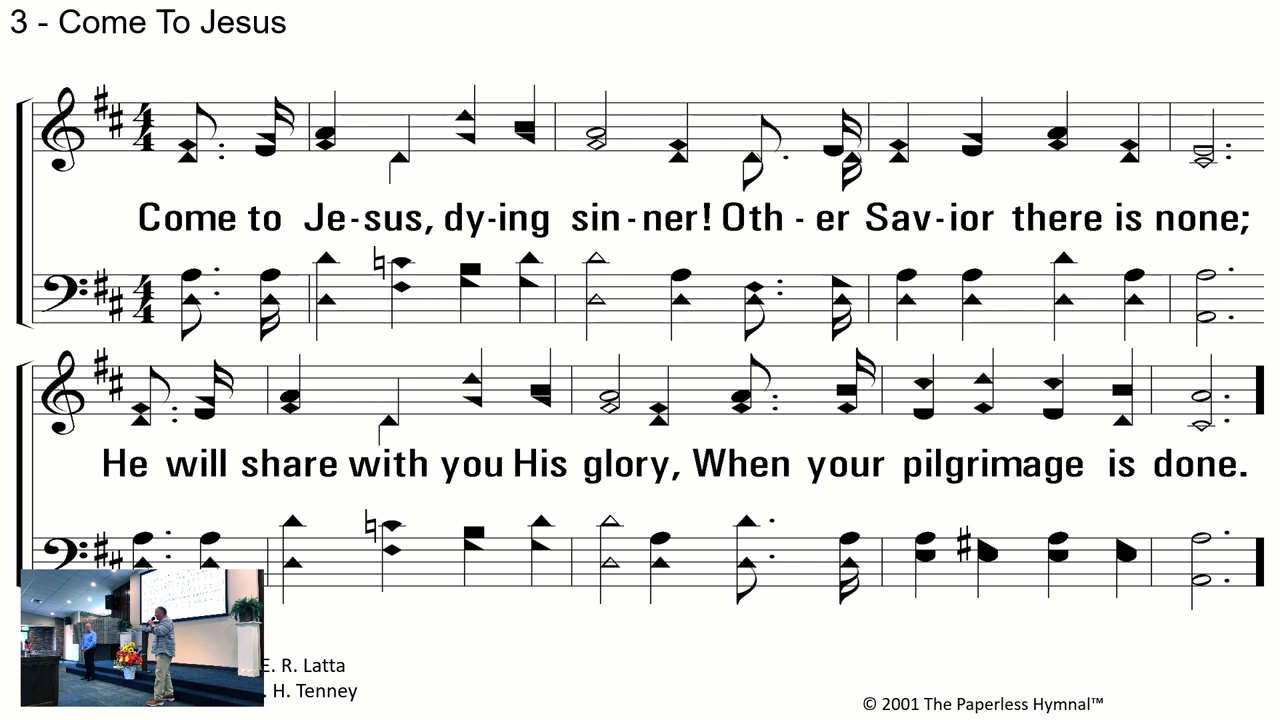 3 - Come To Jesus
Come to Je-sus, dy-ing sin-ner! Oth-er Sav-ior there is none;
He will share with you His glory, When your pilgrimage is done.
E. R. Latta
. H. Tenney
© 2001 The Paperless Hymnal™